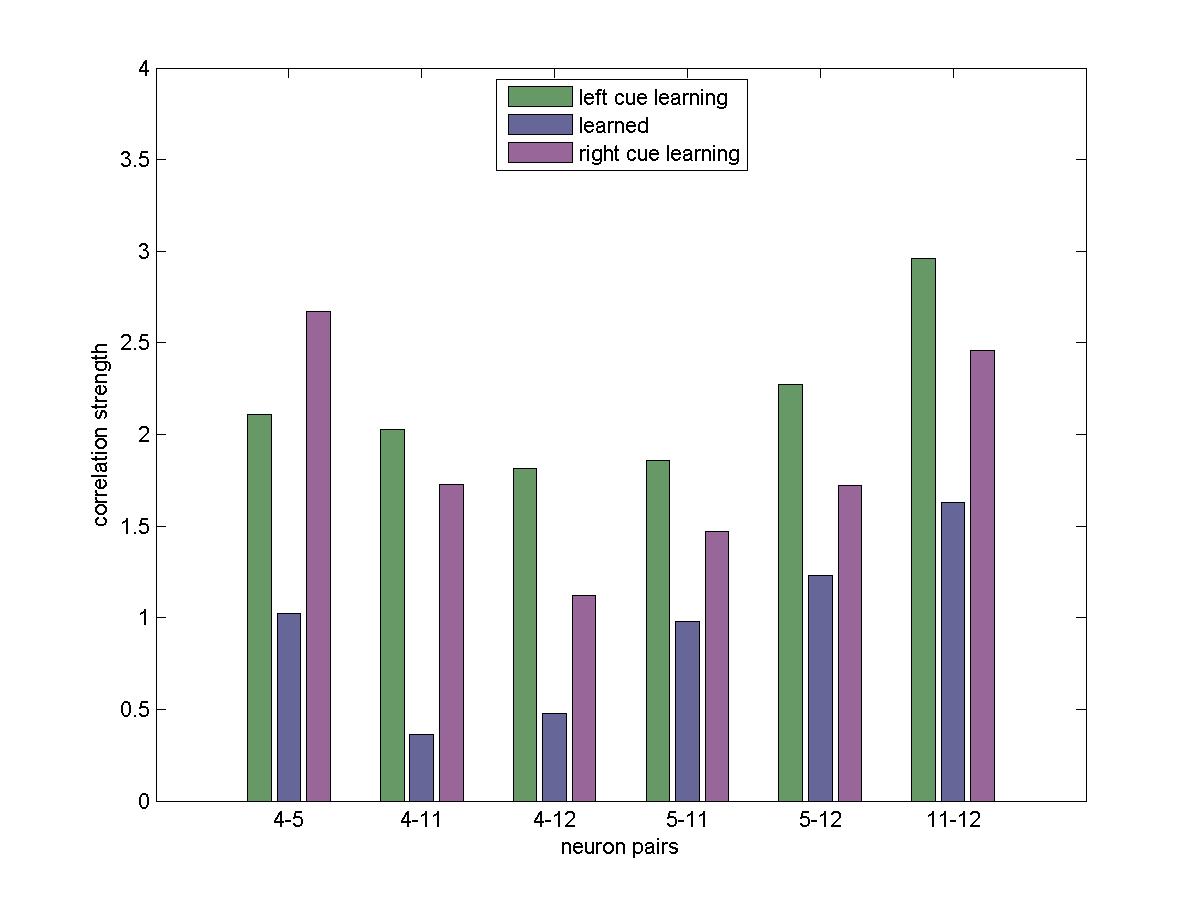 4
left cue learning
learned
3.5
right cue learning
3
2.5
2
correlation strength
1.5
1
0.5
0
4-5 4-11 4-12 5-11 5-12 11-12
neuron pairs